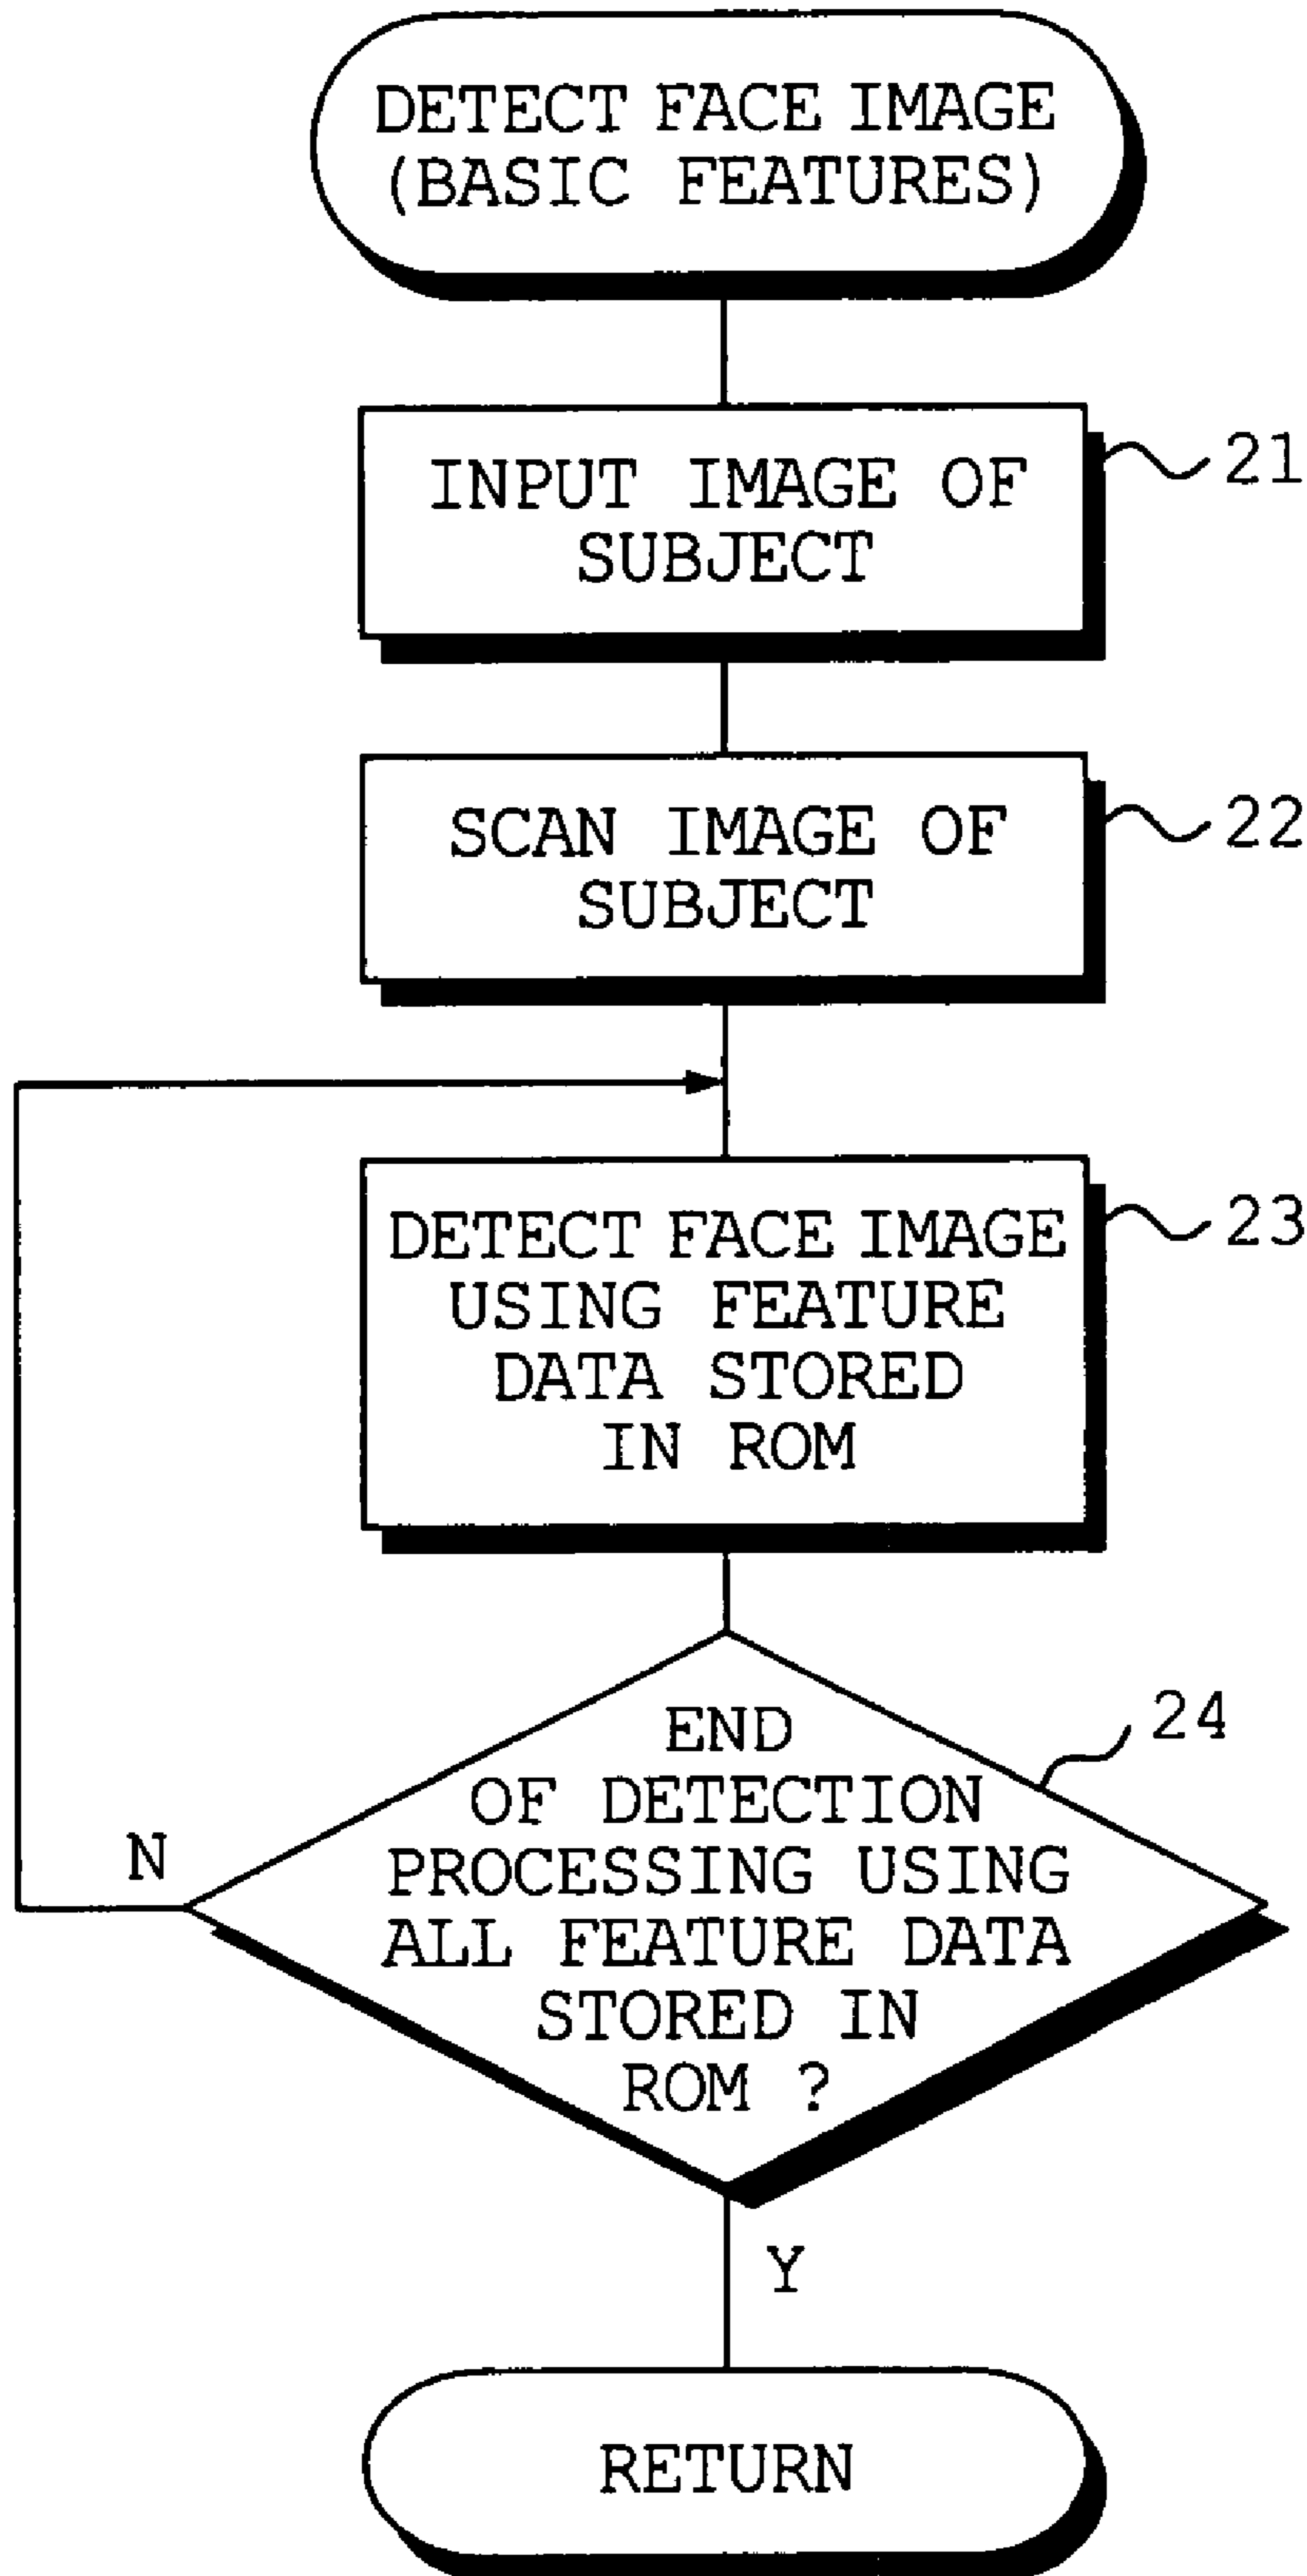 DETECT FACE IMAGE
(BASIC FEATURES)
INPUT IMAGE OF
SUBJECT
21
SCAN IMAGE OF
SUBJECT
22
DETECT FACE IMAGE
USING FEATURE
DATA STORED
IN ROM
23
END
OF DETECTION
PROCESSING USING
ALL FEATURE DATA
STORED IN
ROM ?
24
N
Y
RETURN